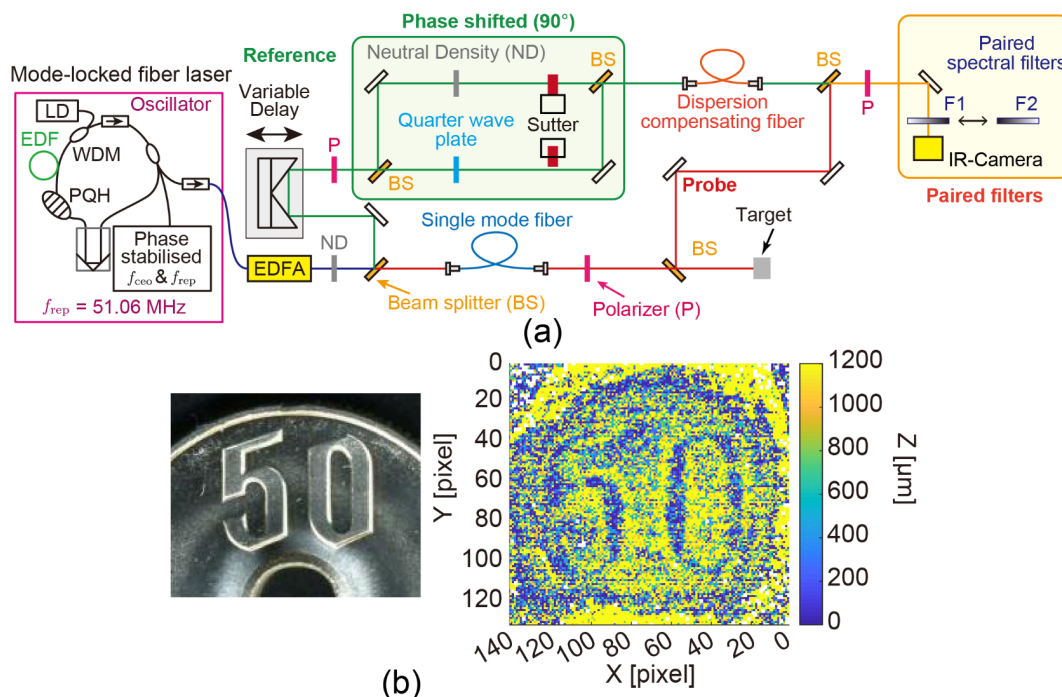 Phase shifted (90°)
Reference
Neutral Density (ND)
BS
BS
Paired
spectral filters
Mode-locked fiber laser
Oscillator
LD
Variable
Delay
Sutter
Dispersion
compensating fiber
P
F1
F2
EDF
WDM
Quarter wave
plate
P
BS
IR-Camera
PQH
Probe
Paired filters
Single mode fiber
Target
Phase
stabilised
fceo & frep
ND
BS
EDFA
Beam splitter (BS)
Polarizer (P)
frep = 51.06 MHz
(a)
50
0
20
40
60
80
100
120
Y [pixel]
140
120
100
80
60
40
20
0
X [pixel]
1200
1000
800
600
400
200
0
Z [μm]
(b)